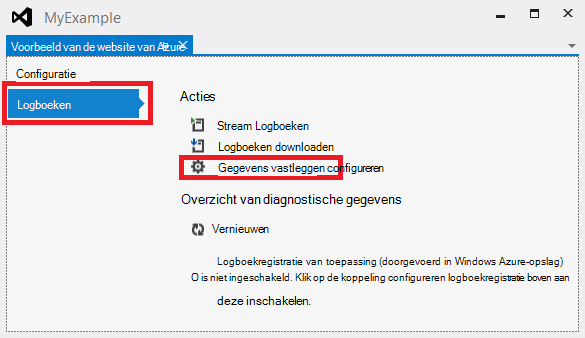 MyExample
Voorbeeld van de website van Azure
Configuratie
Logboeken
Acties
Stream Logboeken
Logboeken downloaden
Gegevens vastleggen configureren
Overzicht van diagnostische gegevens
Vernieuwen
Logboekregistratie van toepassing (doorgevoerd in Windows Azure-opslag)
O is niet ingeschakeld. Klik op de koppeling configureren logboekregistratie boven aan
deze inschakelen.